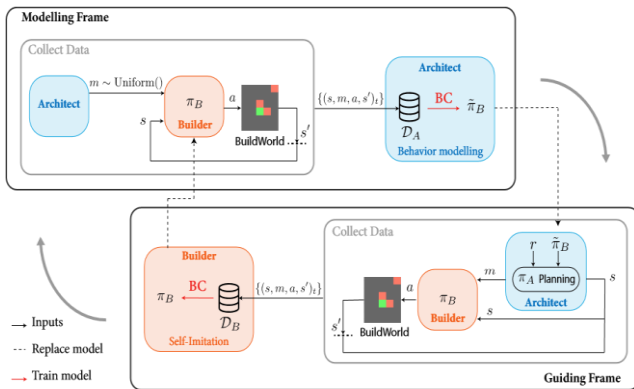 Modelling Frame
Collect Data
Architect
m ∼ Uniform()
s
π_B
Builder
a
BuildWorld
s′
{(s, m, a, s′)_t}
Architect
D_A
BC
π̃_B
Behavior modelling
Builder
π_B
BC
D_B
Self-Imitation
{(s, m, a, s′)_t}
Collect Data
BuildWorld
s′
a
π_B
Builder
m
s
r
π̃_B
π_A Planning
Architect
s
Guiding Frame
Inputs
Replace model
Train model